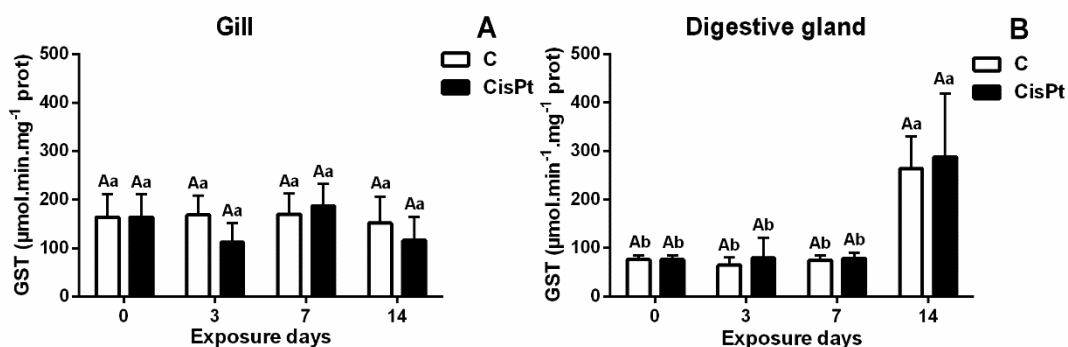 Gill
A
500
400
300
200
100
0
GST (µmol.min.mg⁻¹ prot)
C
CisPt
Aa Aa Aa Aa Aa Aa Aa Aa
0 3 7 14
Exposure days
Digestive gland
B
500
400
300
200
100
0
GST (µmol.min⁻¹.mg⁻¹ prot)
C
CisPt
Ab Ab Ab Ab Ab Ab Aa Aa
0 3 7 14
Exposure days